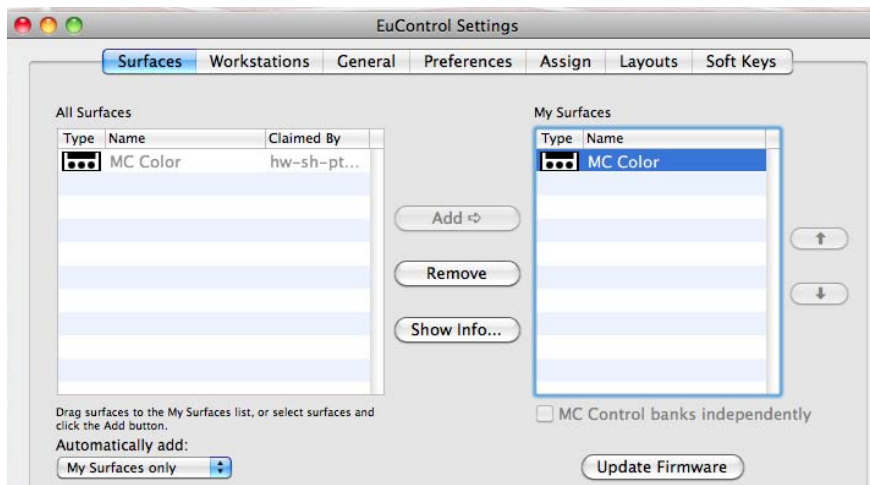 EuControl Settings
Surfaces Workstations General Preferences Assign Layouts Soft Keys
All Surfaces
My Surfaces
Type Name Claimed By
Type Name
MC Color hw-sh-pt...
MC Color
Add ⇨
Remove
Show Info...
Drag surfaces to the My Surfaces list, or select surfaces and
click the Add button.
MC Control banks independently
Automatically add:
My Surfaces only
Update Firmware